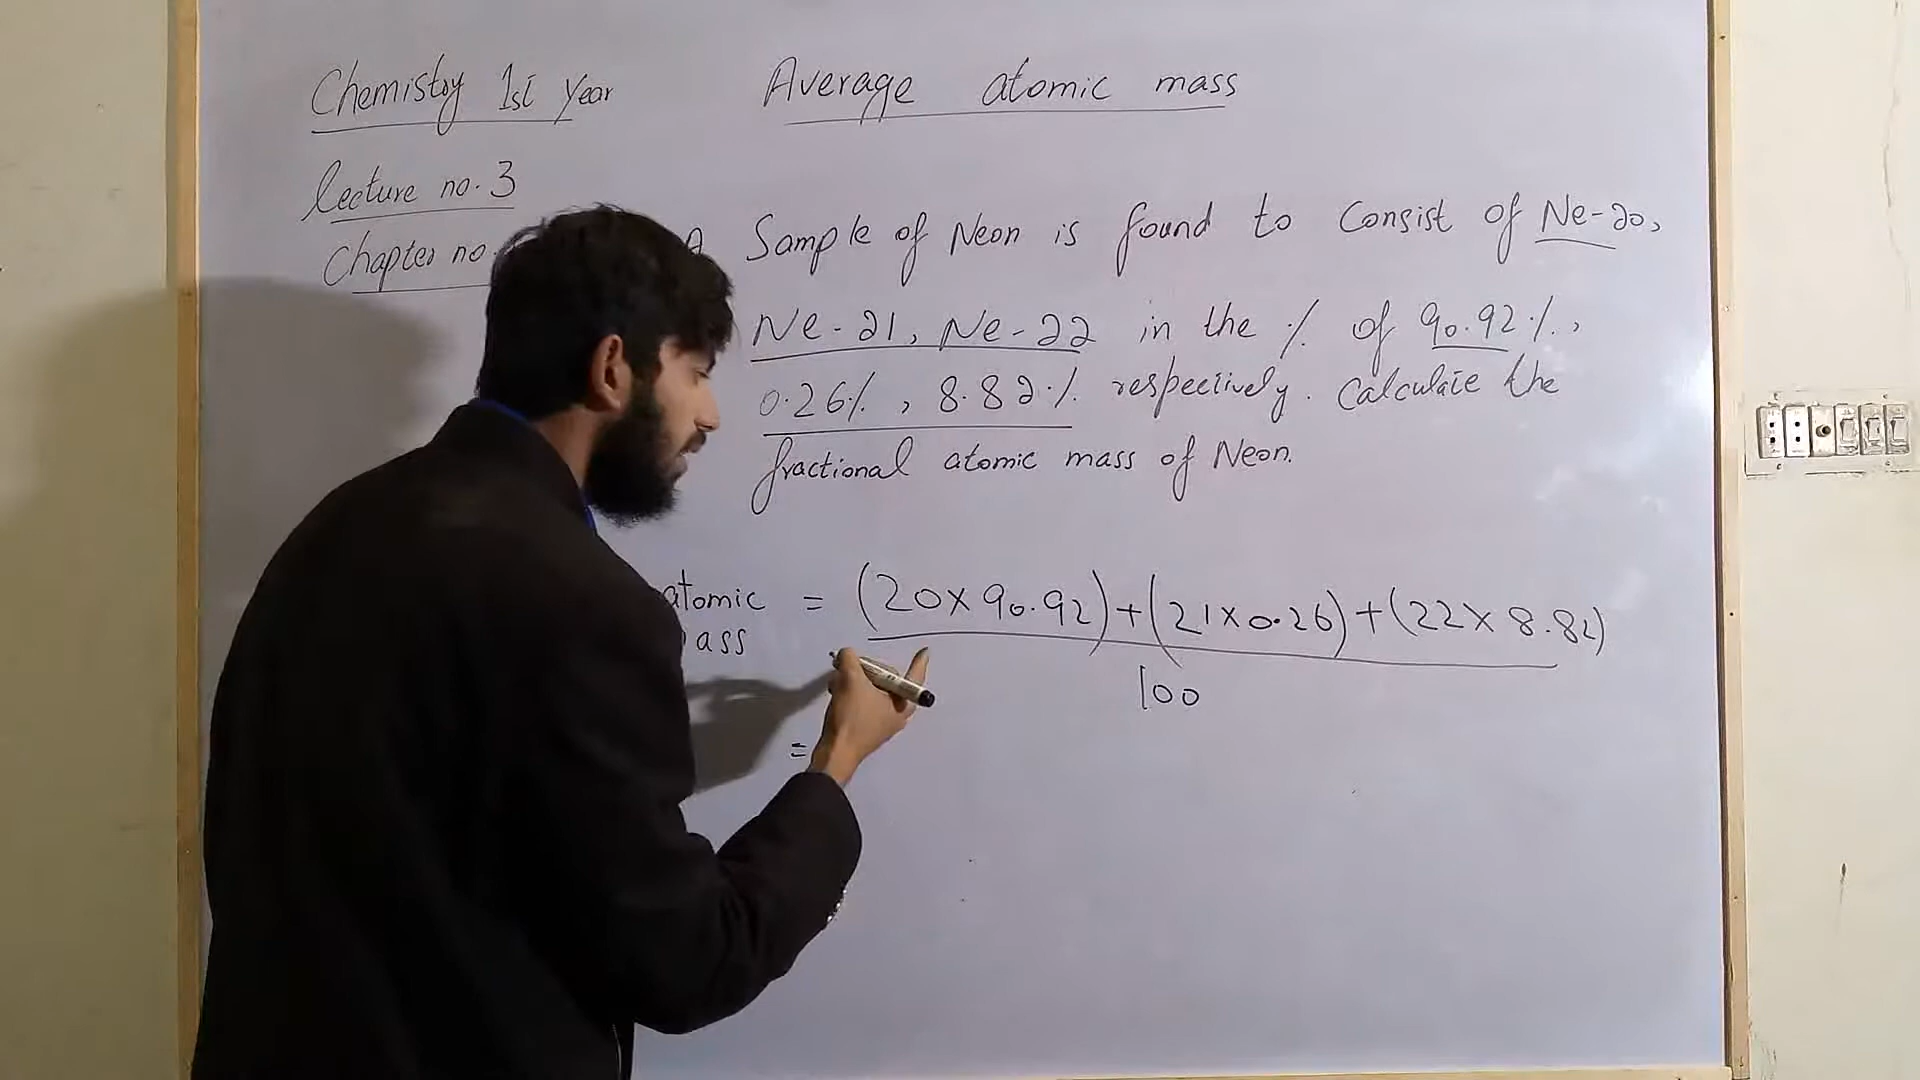 Chemistry 1st Year
Average atomic mass
Lecture no. 3
Chapter no.
A Sample of Neon is found to Consist of Ne-20,
Ne-21, Ne-22 in the % of 90.92%,
0.26%, 8.82% respectively. Calculate the
fractional atomic mass of Neon.
atomic = (20 x 90.92) + (21 x 0.26) + (22 x 8.82)
ass
100
=